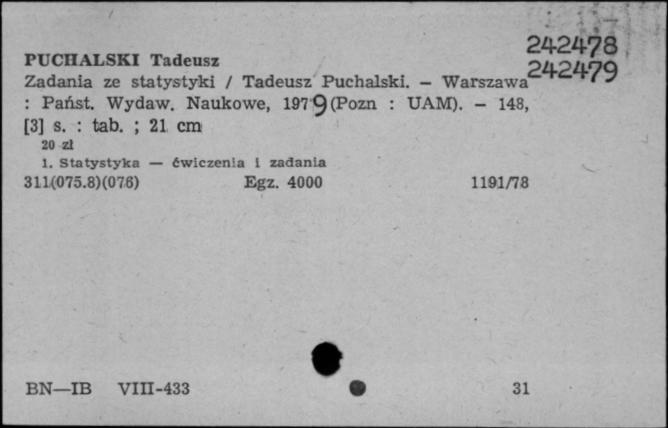 242478
PUCHALSKI Tadeusz
242479
Zadania ze statystyki / Tadeusz Puchalski. — Warszawa
: Państ. Wydaw. Naukowe, 1979 (Pozn : UAM). — 148,
[3] s. : tab. ; 21 cm
20 zł
1. Statystyka — ćwiczenia i zadania
311(075.8)(076) Egz. 4000 1191/78
BN—IB VIII-433 31